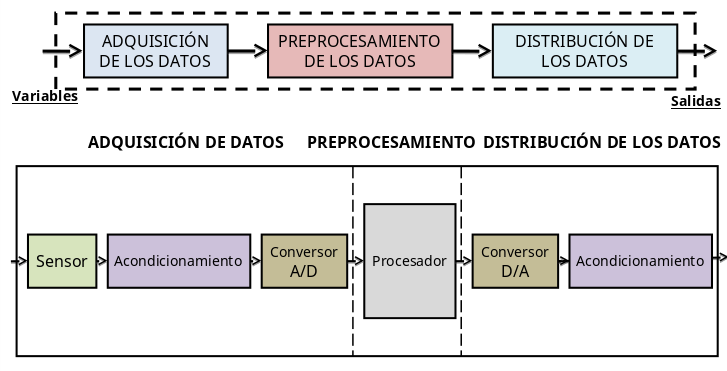 ADQUISICIÓN
DE LOS DATOS
PREPROCESAMIENTO
DE LOS DATOS
DISTRIBUCIÓN DE
LOS DATOS
Variables
Salidas
ADQUISICIÓN DE DATOS
PREPROCESAMIENTO
DISTRIBUCIÓN DE LOS DATOS
Sensor
Acondicionamiento
Conversor
A/D
Procesador
Conversor
D/A
Acondicionamiento